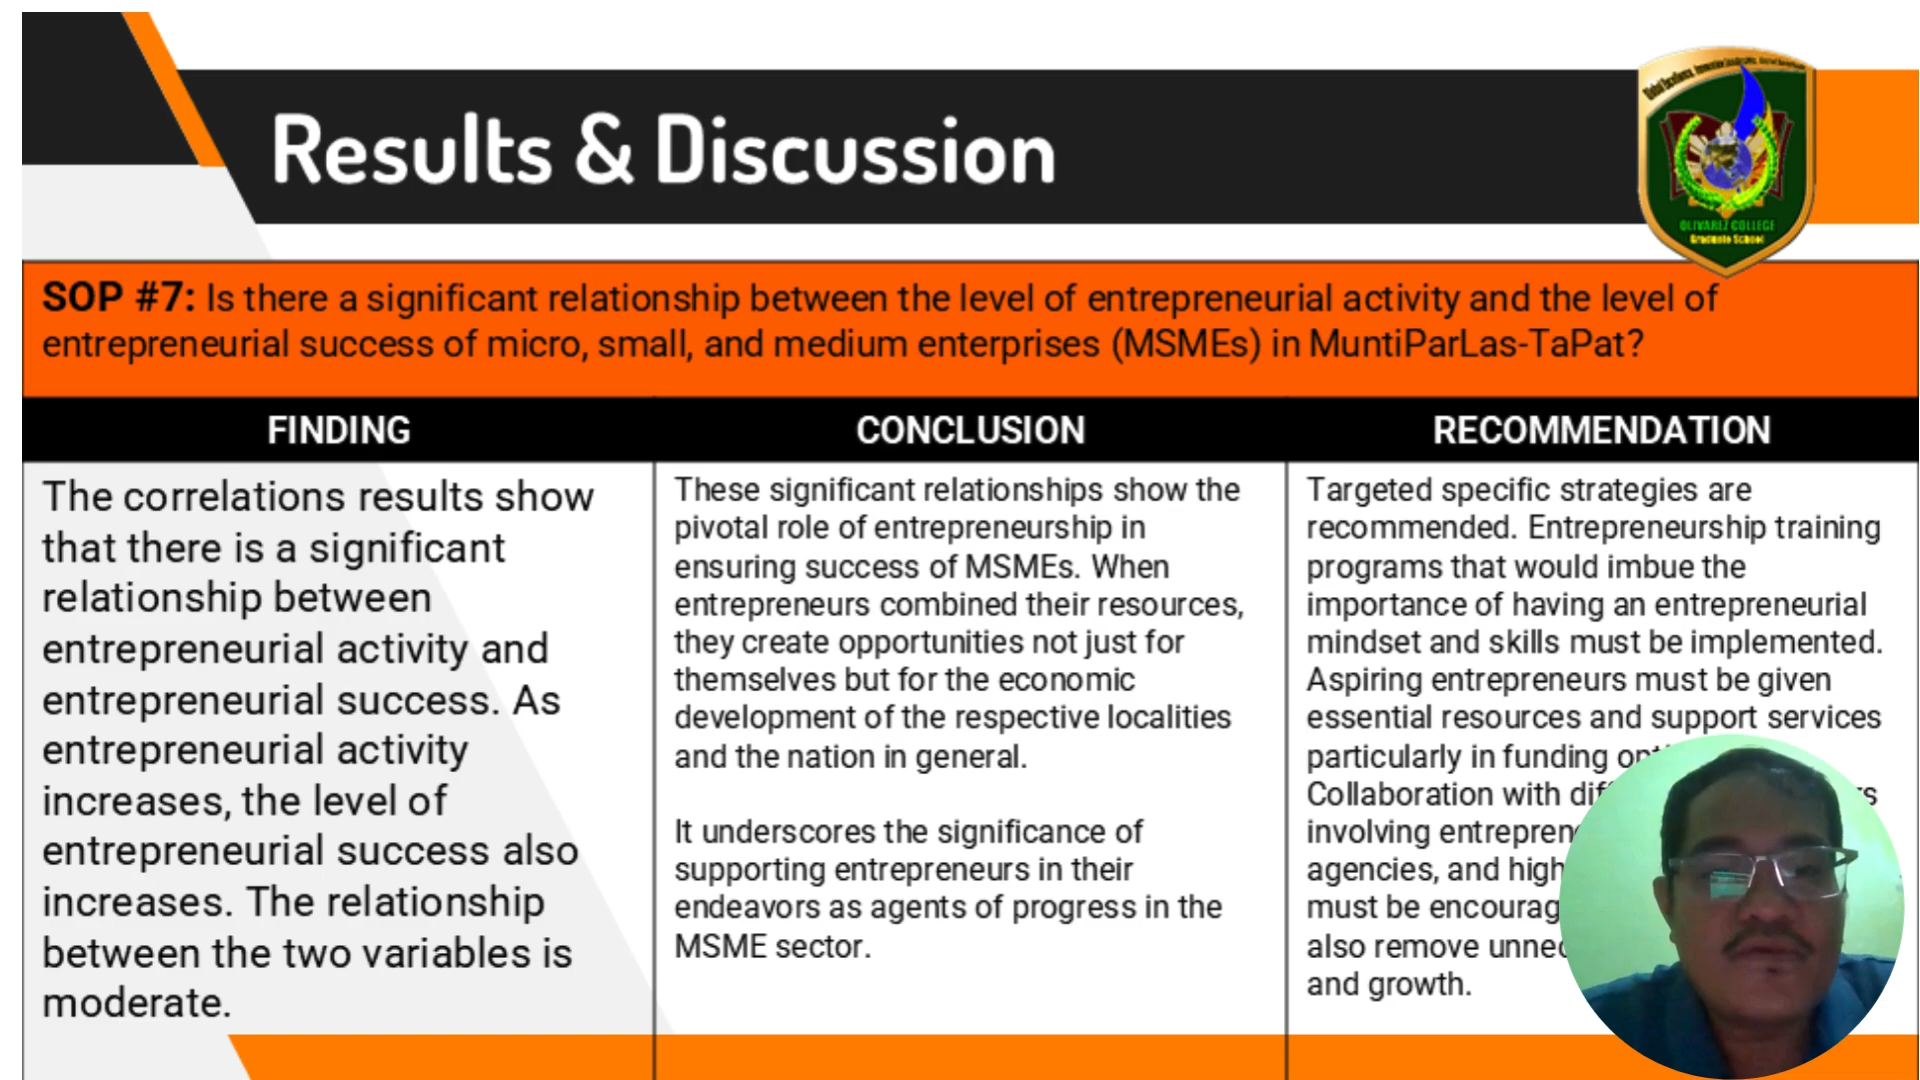 Results & Discussion
OLIVAREZ COLLEGE
Graduate School
SOP #7: Is there a significant relationship between the level of entrepreneurial activity and the level of
entrepreneurial success of micro, small, and medium enterprises (MSMEs) in MuntiParLas-TaPat?
FINDING
The correlations results show
that there is a significant
relationship between
entrepreneurial activity and
entrepreneurial success. As
entrepreneurial activity
increases, the level of
entrepreneurial success also
increases. The relationship
between the two variables is
moderate.
CONCLUSION
These significant relationships show the
pivotal role of entrepreneurship in
ensuring success of MSMEs. When
entrepreneurs combined their resources,
they create opportunities not just for
themselves but for the economic
development of the respective localities
and the nation in general.
It underscores the significance of
supporting entrepreneurs in their
endeavors as agents of progress in the
MSME sector.
RECOMMENDATION
Targeted specific strategies are
recommended. Entrepreneurship training
programs that would imbue the
importance of having an entrepreneurial
mindset and skills must be implemented.
Aspiring entrepreneurs must be given
essential resources and support services
particularly in funding
Collaboration with
involving
agencies, and
must be
also remove
and growth.